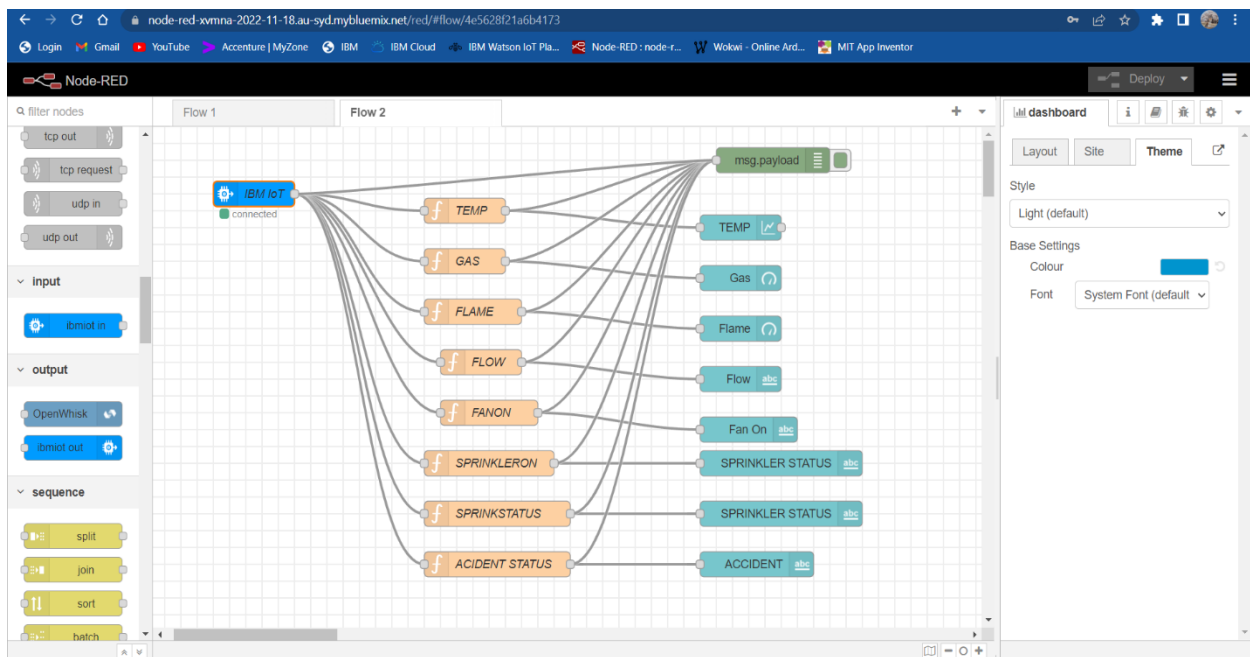 node-red-xvmna-2022-11-18.au-syd.mybluemix.net/red/#flow/4e5628f21a6b4173
Login
Gmail
YouTube
Accenture | MyZone
IBM
IBM Cloud
IBM Watson IoT Pla...
Node-RED : node-r...
Wokwi - Online Ard...
MIT App Inventor
Node-RED
Deploy
filter nodes
Flow 1
Flow 2
dashboard
tcp out
tcp request
udp in
udp out
input
ibmiot in
output
OpenWhisk
ibmiot out
sequence
split
join
sort
batch
IBM IoT
connected
TEMP
GAS
FLAME
FLOW
FANON
SPRINKLERON
SPRINKSTATUS
ACIDENT STATUS
msg.payload
TEMP
Gas
Flame
Flow abc
Fan On abc
SPRINKLER STATUS abc
SPRINKLER STATUS abc
ACCIDENT abc
Layout
Site
Theme
Style
Light (default)
Base Settings
Colour
Font
System Font (default